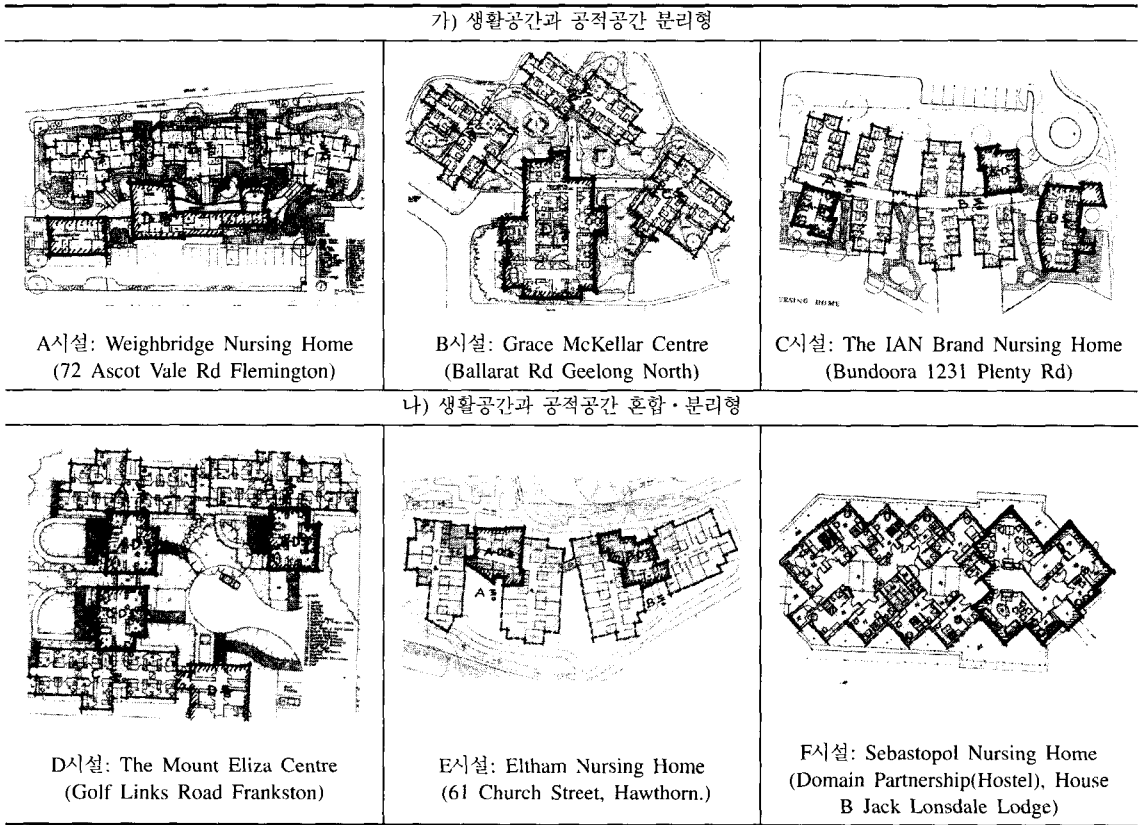 가) 생활공간과 공적공간 분리형
A시설: Weighbridge Nursing Home
(72 Ascot Vale Rd Flemington)
B시설: Grace McKellar Centre
(Ballarat Rd Geelong North)
URSING HOME
C시설: The IAN Brand Nursing Home
(Bundoora 1231 Plenty Rd)
나) 생활공간과 공적공간 혼합・분리형
D시설: The Mount Eliza Centre
(Golf Links Road Frankston)
E시설: Eltham Nursing Home
(61 Church Street, Hawthorn.)
F시설: Sebastopol Nursing Home
(Domain Partnership(Hostel), House
B Jack Lonsdale Lodge)